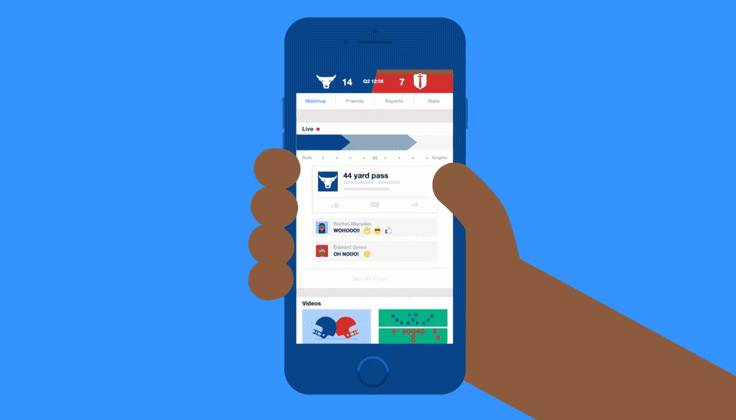 14 Q2 12:56 7
Matchup Friends Experts Stats
Live
Bulls 50 Knights
44 yard pass
Rachel Marsden
WOHOOO!!
Edward Geere
OH NOOO!
See All Plays
Videos